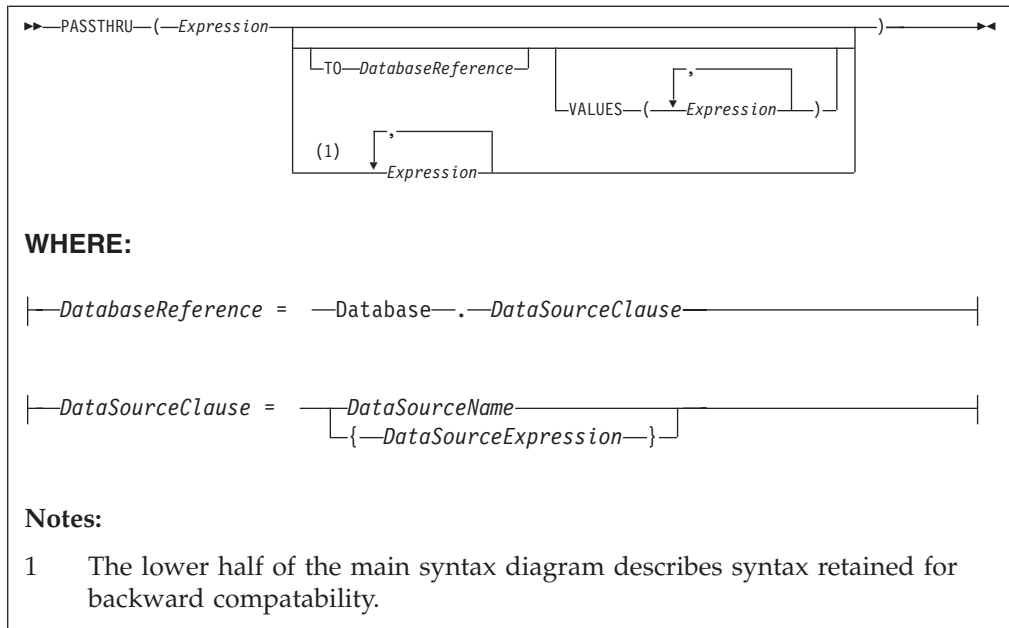 PASSTHRU ( Expression )
TO DatabaseReference
,
VALUES ( Expression )
,
(1)
Expression
WHERE:
DatabaseReference = Database . DataSourceClause
DataSourceClause = DataSourceName
{ DataSourceExpression }
Notes:
1 The lower half of the main syntax diagram describes syntax retained for
backward compatability.